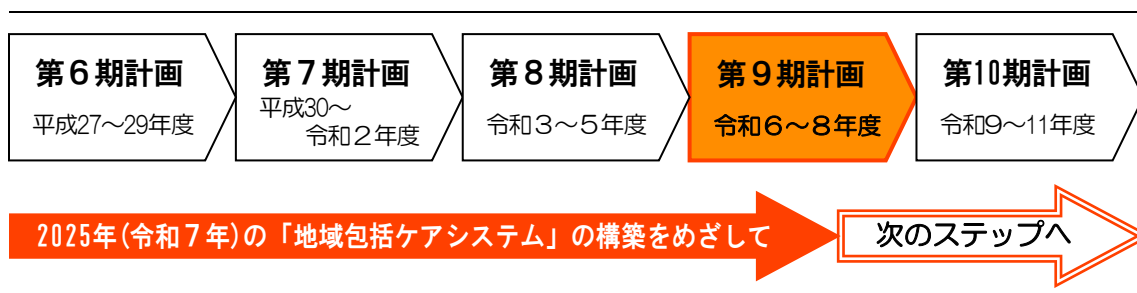 第６期計画
平成27～29年度
第７期計画
平成30～
令和２年度
第８期計画
令和３～５年度
第９期計画
令和６～８年度
第10期計画
令和９～11年度
2025年(令和７年)の「地域包括ケアシステム」の構築をめざして
次のステップへ